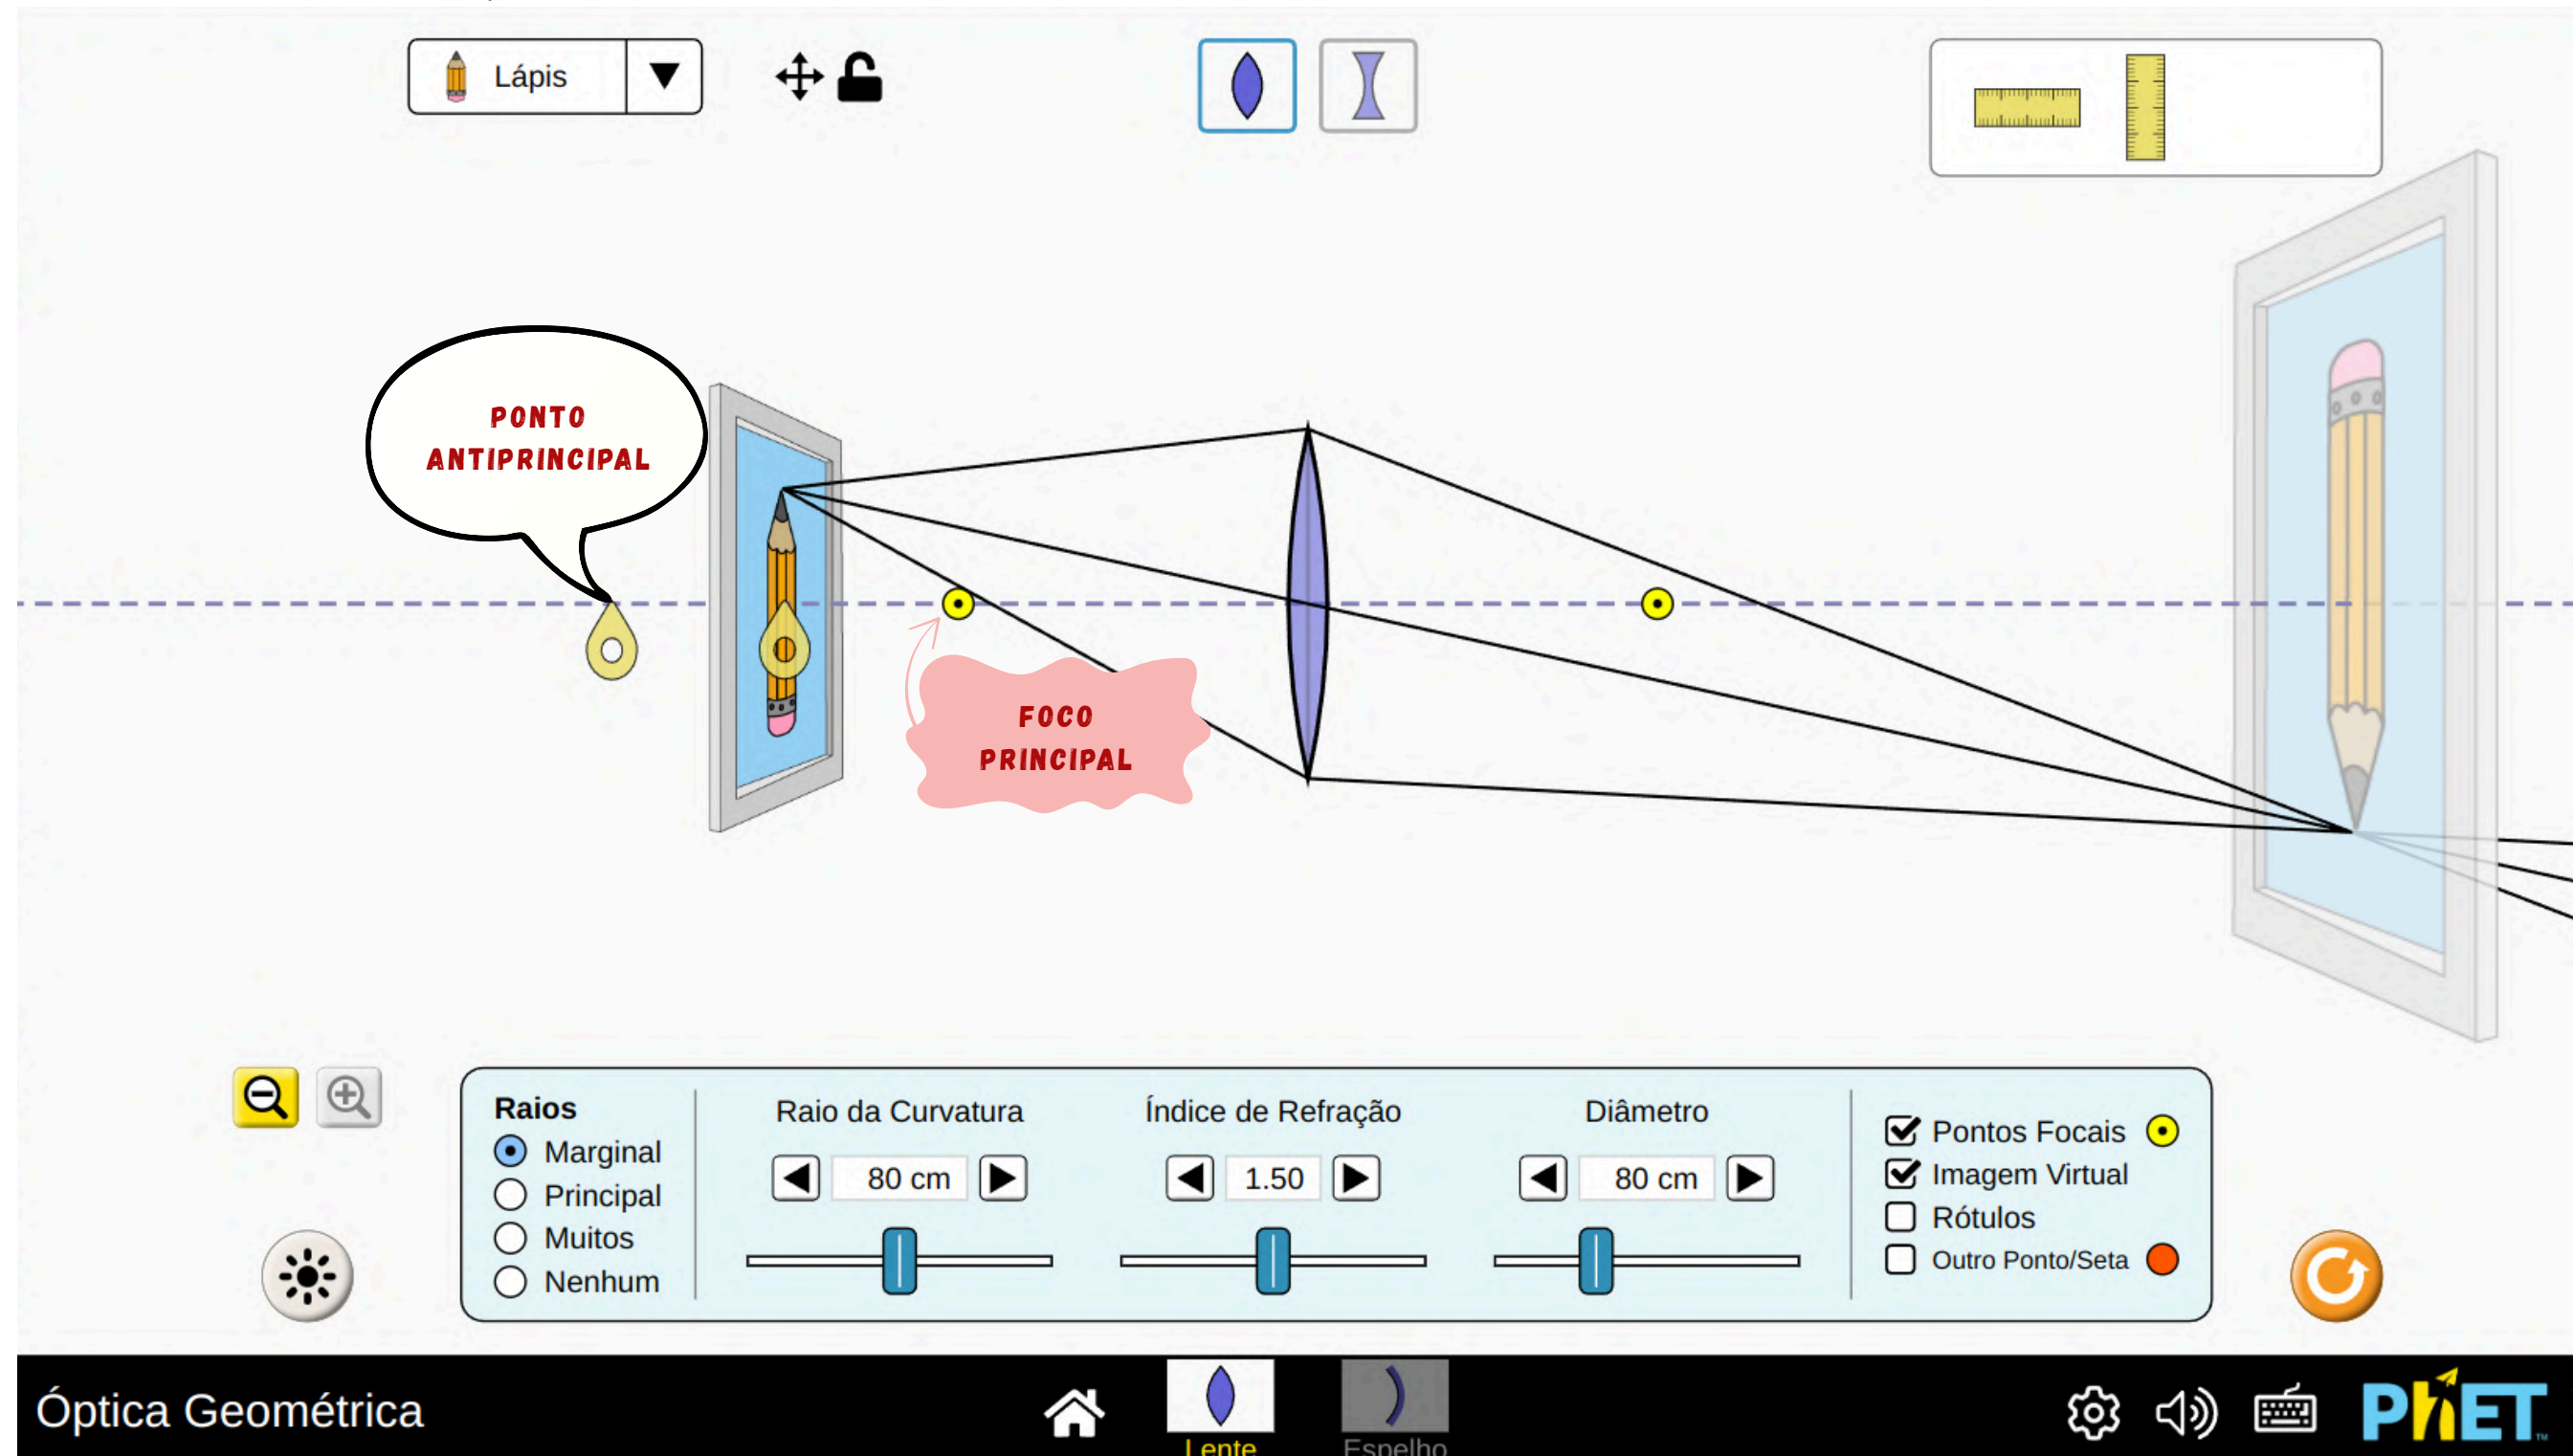 Lápis
PONTO
ANTIPRINCIPAL
FOCO
PRINCIPAL
Raios
Marginal
Principal
Muitos
Nenhum
Raio da Curvatura
80 cm
Índice de Refração
1.50
Diâmetro
80 cm
Pontos Focais
Imagem Virtual
Rótulos
Outro Ponto/Seta
Óptica Geométrica
Lente
Espelho
PhET
TM